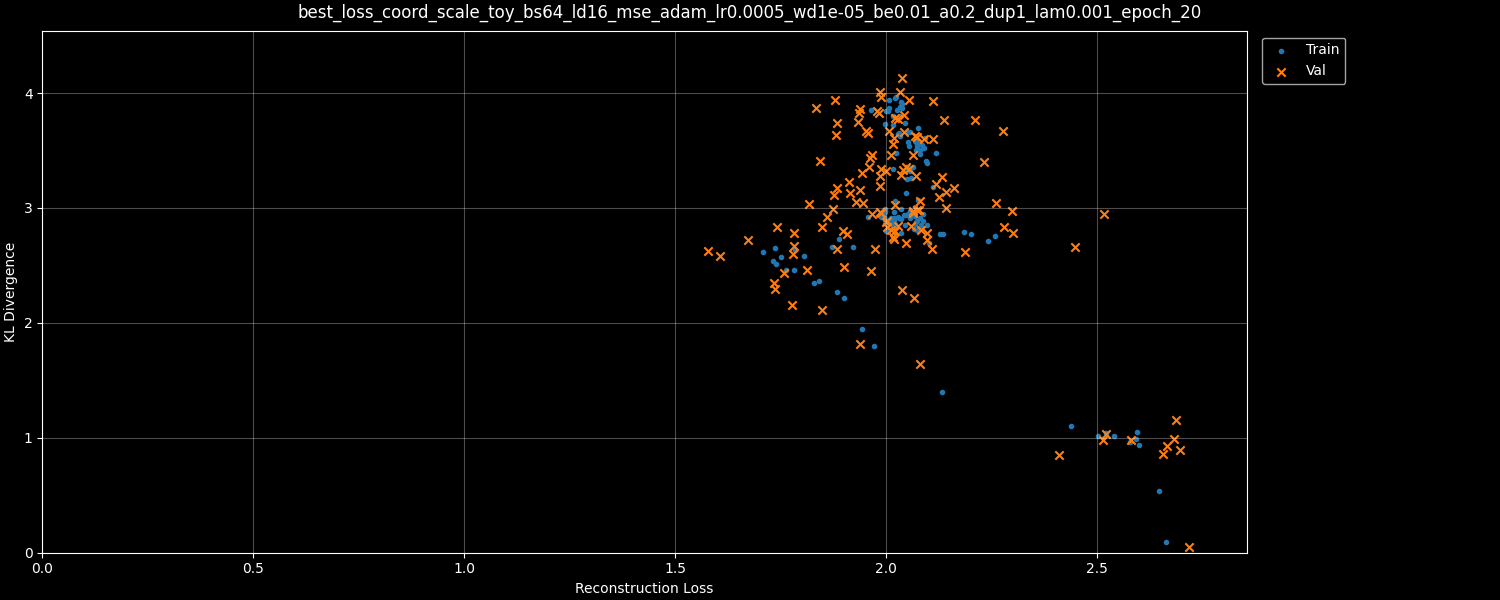 best_loss_coord_scale_toy_bs64_ld16_mse_adam_lr0.0005_wd1e-05_be0.01_a0.2_dup1_lam0.001_epoch_20
Train
Val
4
3
2
1
0
KL Divergence
0.0 0.5 1.0 1.5 2.0 2.5
Reconstruction Loss